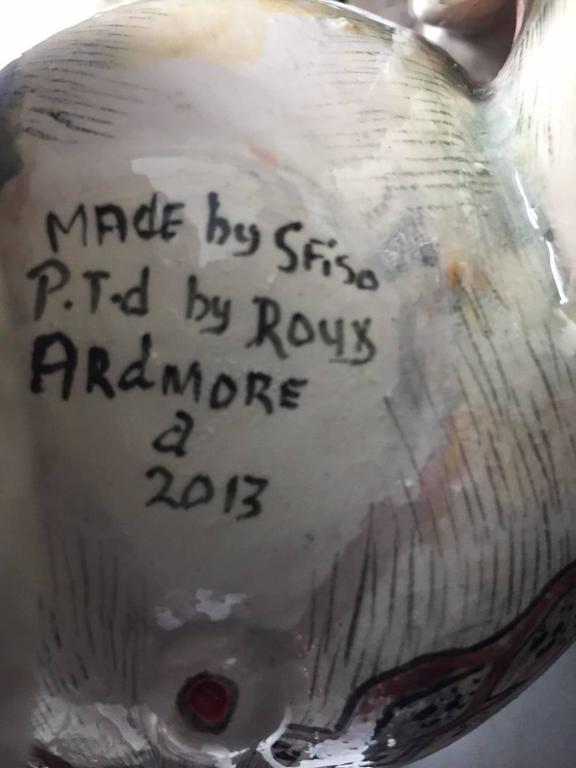 MAdE by SFiso
P.T.d by Roux
ARdMORE
a
2013